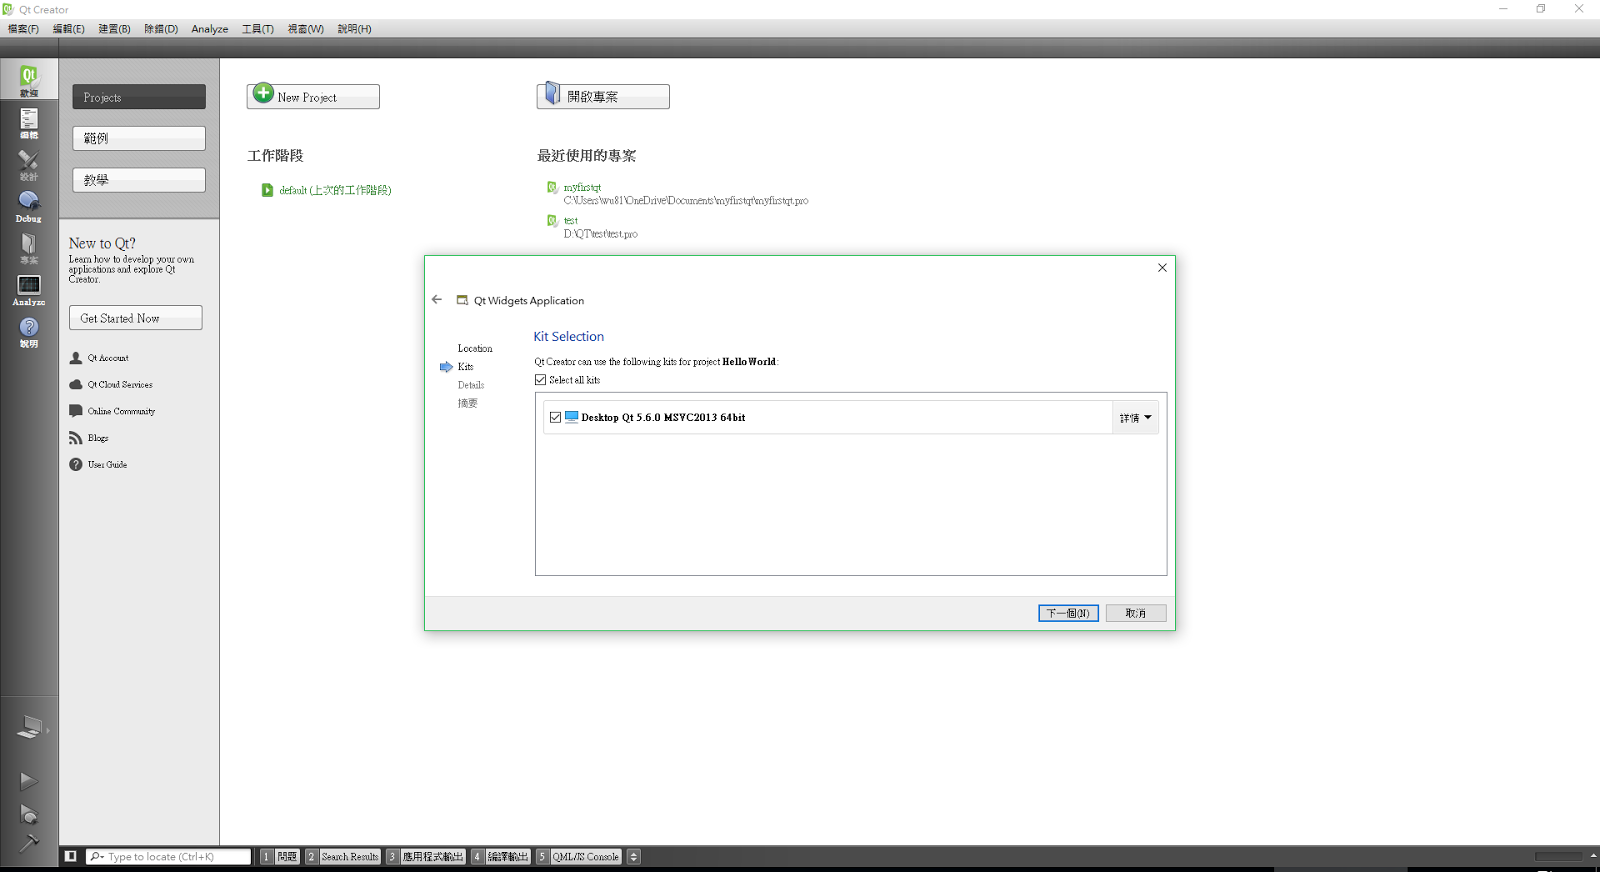 Qt Creator
檔案(F) 編輯(E) 建置(B) 除錯(D) Analyze 工具(T) 視窗(W) 說明(H)
Qt
歡迎
編輯
設計
Debug
專案
Analyze
說明
Projects
範例
教學
New to Qt?
Learn how to develop your own
applications and explore Qt
Creator.
Get Started Now
Qt Account
Qt Cloud Services
Online Community
Blogs
User Guide
New Project
開啟專案
工作階段
default (上次的工作階段)
最近使用的專案
myfirstqt
C:\Users\wu81\OneDrive\Documents\myfirstqt\myfirstqt.pro
test
D:\QT\test\test.pro
Qt Widgets Application
Location
Kits
Details
摘要
Kit Selection
Qt Creator can use the following kits for project HelloWorld:
Select all kits
Desktop Qt 5.6.0 MSVC2013 64bit
詳情
下一個(N)
取消
Type to locate (Ctrl+K)
1 問題 2 Search Results 3 應用程式輸出 4 編譯輸出 5 QML/JS Console